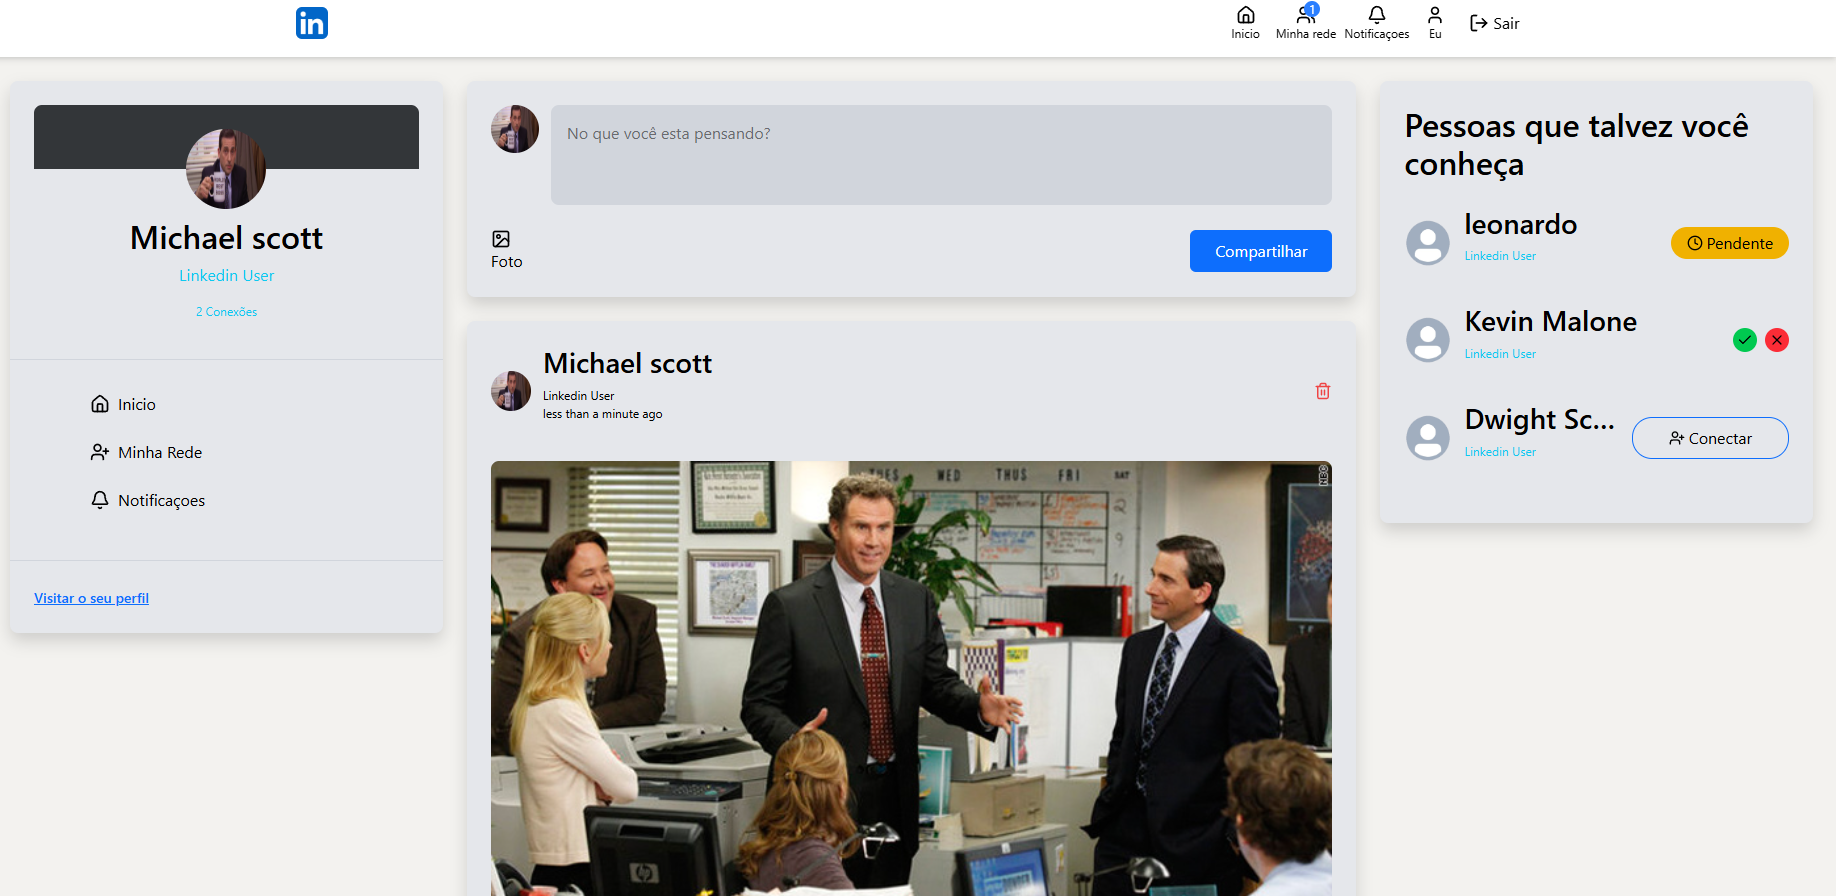 in
1
Inicio
Minha rede
Notificaçoes
Eu
Sair
Michael scott
Linkedin User
2 Conexões
Inicio
Minha Rede
Notificaçoes
Visitar o seu perfil
No que você esta pensando?
Foto
Compartilhar
Michael scott
Linkedin User
less than a minute ago
TUES WED THUS FRI SAT
NBC
Pessoas que talvez você
conheça
leonardo
Linkedin User
Pendente
Kevin Malone
Linkedin User
Dwight Sc...
Linkedin User
Conectar